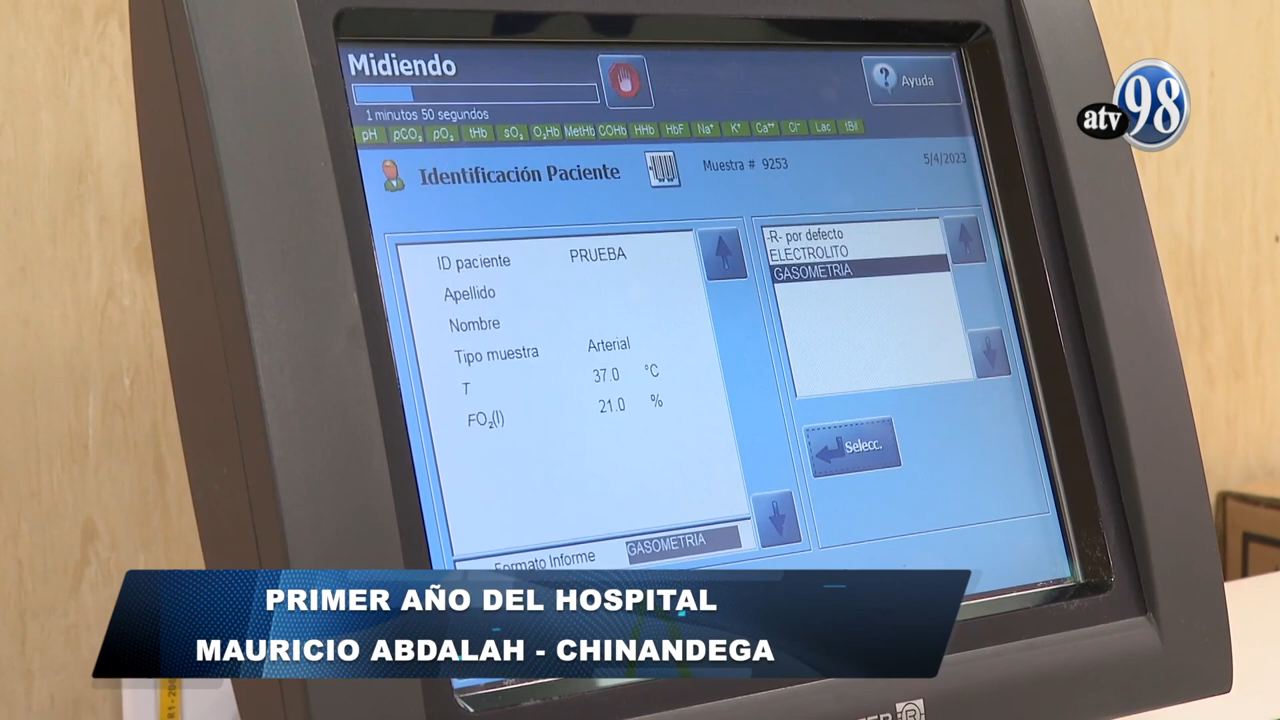 Midiendo
Ayuda
1 minutos 50 segundos
pH pCO₂ pO₂ tHb sO₂ O₂Hb MetHb COHb HHb HbF Na⁺ K⁺ Ca⁺⁺ Cl⁻ Lac tBil
atv 98
Identificación Paciente
Muestra # 9253
5/4/2023
ID paciente PRUEBA
Apellido
Nombre
Tipo muestra Arterial
T 37.0 °C
FO₂(I) 21.0 %
-R- por defecto
ELECTROLITO
GASOMETRIA
Selecc.
Formato Informe GASOMETRIA
PRIMER AÑO DEL HOSPITAL
MAURICIO ABDALAH - CHINANDEGA